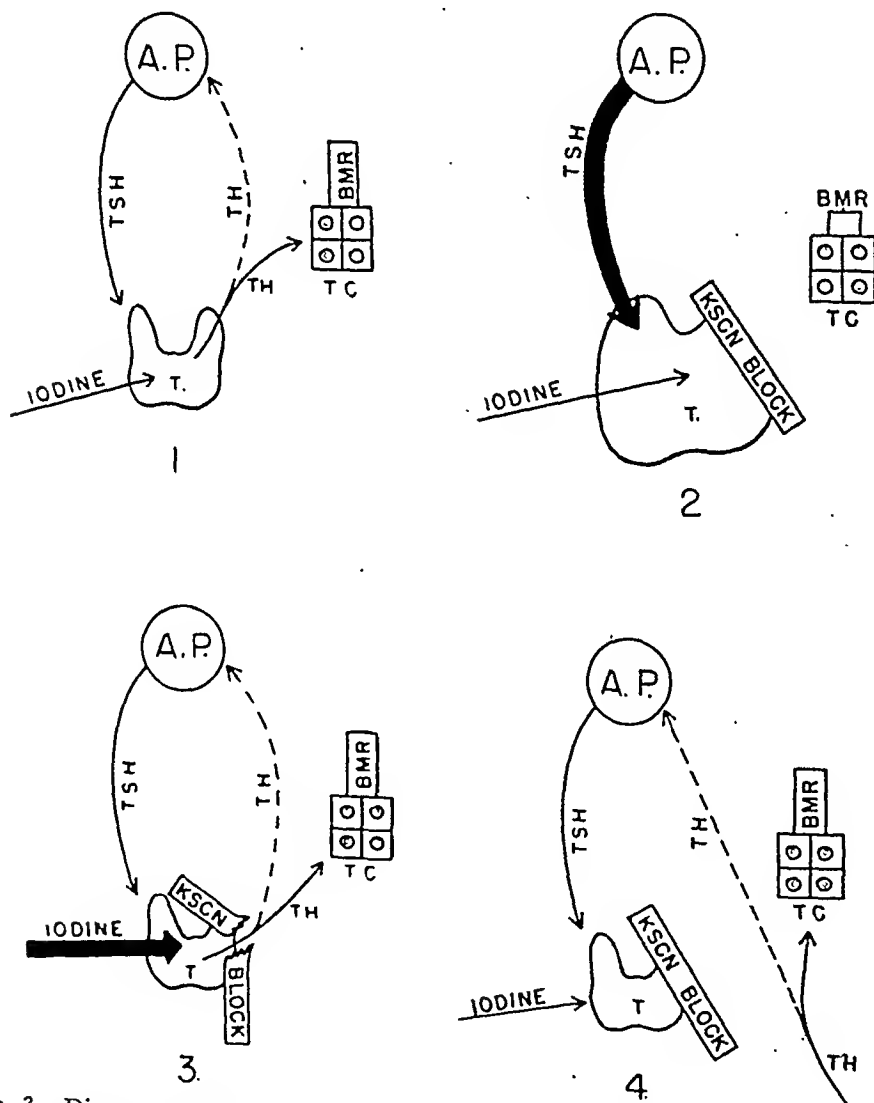 A.P.
TSH
TH
BMR
TH
TC
IODINE
T.
1
A.P.
TSH
BMR
TC
KSCN BLOCK
IODINE
T.
2
A.P.
TSH
TH
BMR
TC
KSCN
TH
IODINE
T
BLOCK
3.
A.P.
TSH
TH
BMR
TC
KSCN BLOCK
IODINE
T
TH
4.